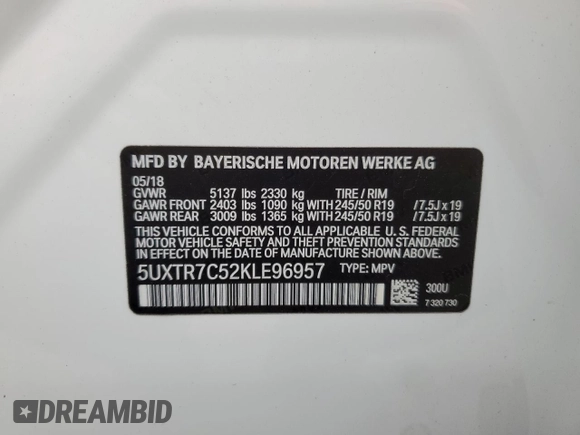 MFD BY BAYERISCHE MOTOREN WERKE AG
05/18
GVWR 5137 lbs 2330 kg TIRE / RIM
GAWR FRONT 2403 lbs 1090 kg WITH 245/50 R19 / 7.5J x 19
GAWR REAR 3009 lbs 1365 kg WITH 245/50 R19 / 7.5J x 19
THIS VEHICLE CONFORMS TO ALL APPLICABLE U. S. FEDERAL
MOTOR VEHICLE SAFETY AND THEFT PREVENTION STANDARDS
IN EFFECT ON THE DATE OF MANUFACTURE SHOWN ABOVE.
5UXTR7C52KLE96957 TYPE: MPV
300U
7 320 730
DREAMBID